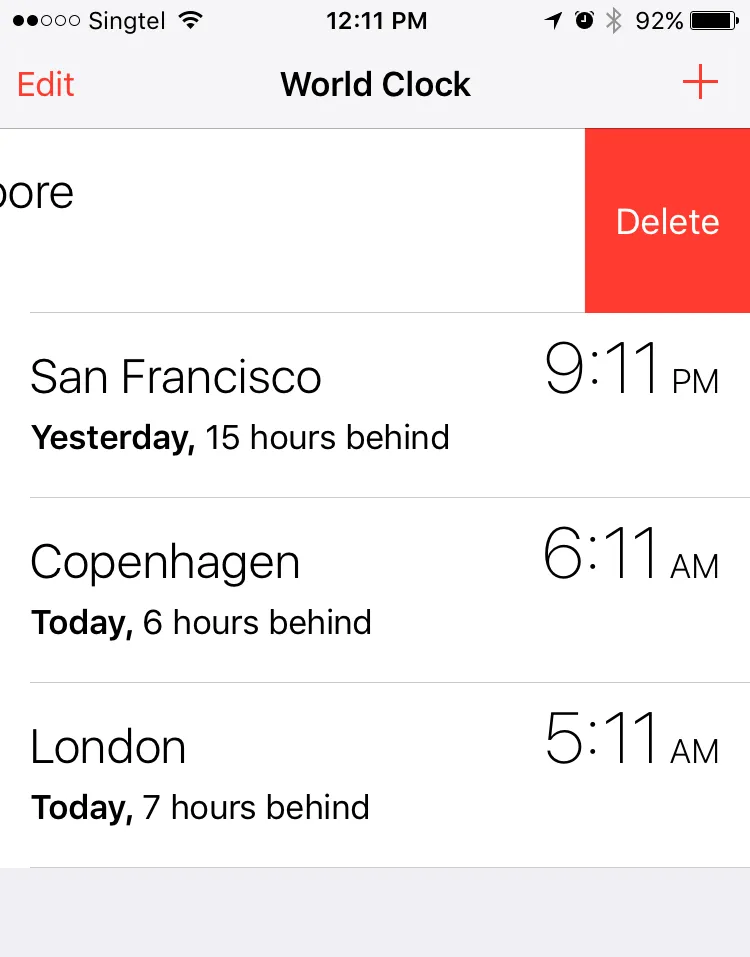 Singtel 12:11 PM 92%
Edit World Clock +
ore Delete
San Francisco 9:11 PM
Yesterday, 15 hours behind
Copenhagen 6:11 AM
Today, 6 hours behind
London 5:11 AM
Today, 7 hours behind